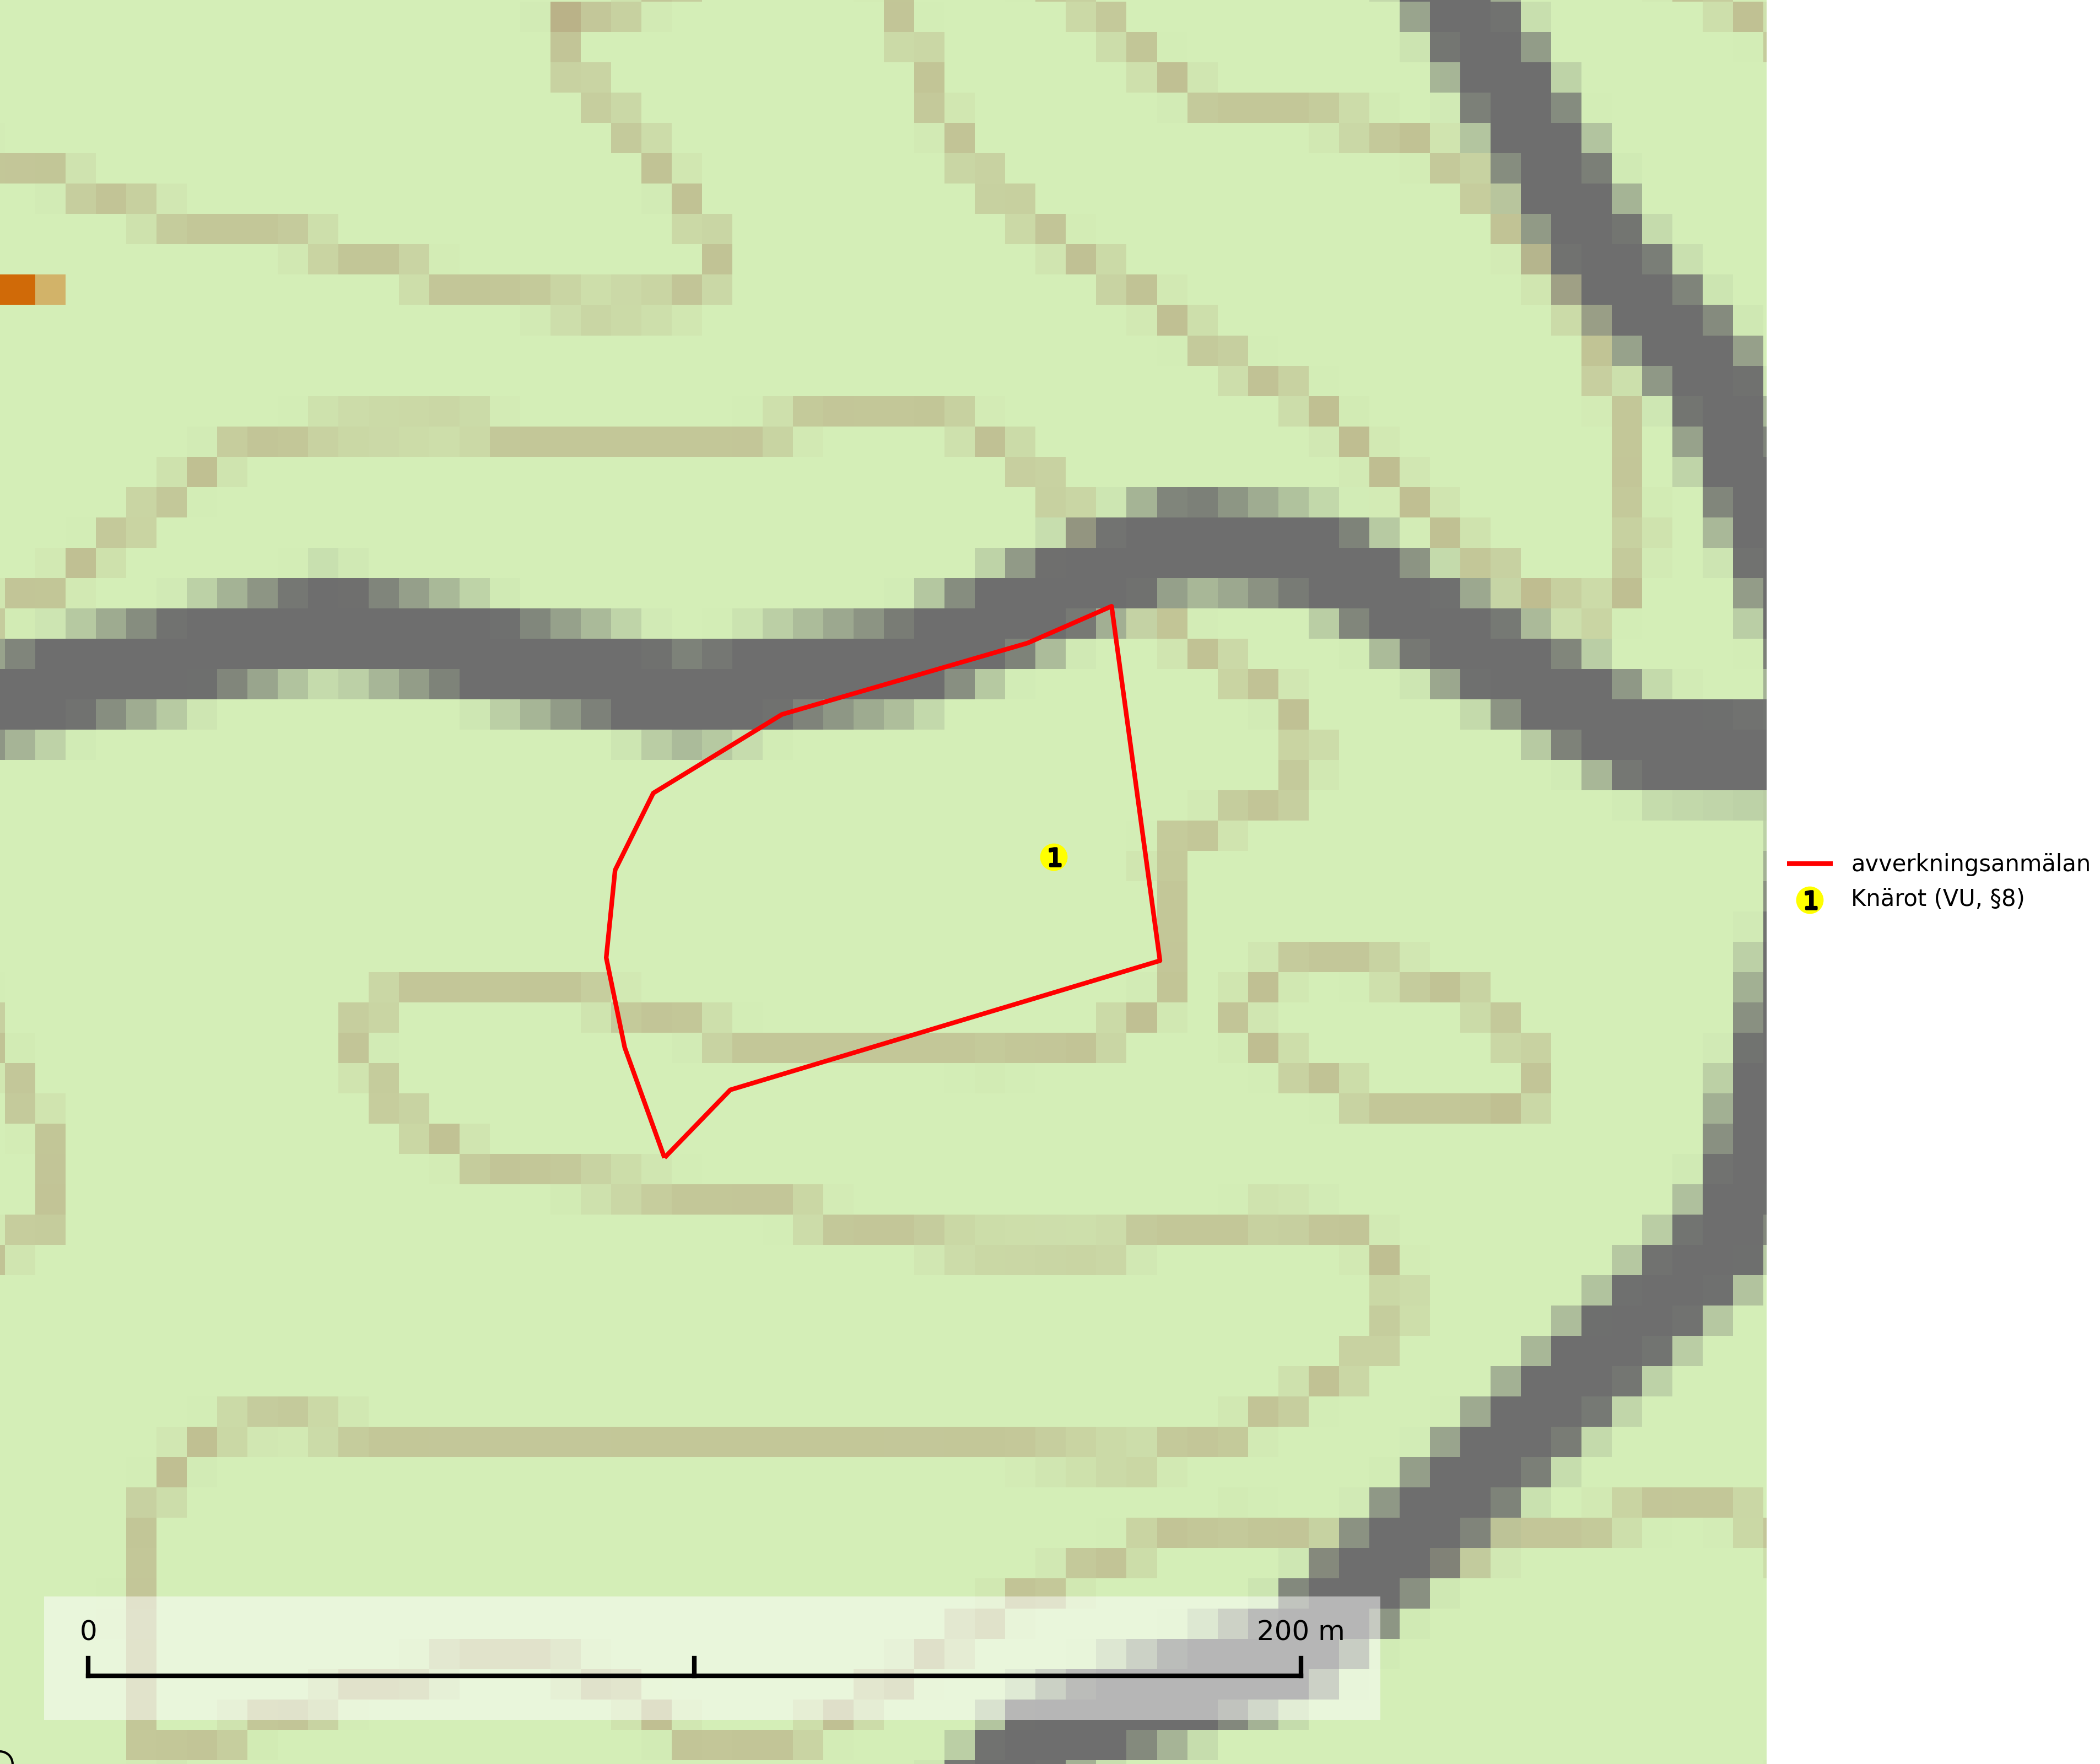 1
avverkningsanmälan
1 Knärot (VU, §8)
0 200 m